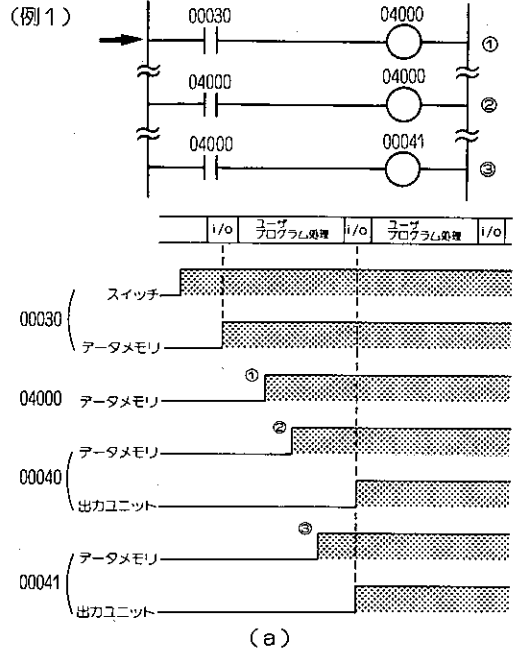 (例1)
00030 04000
①
04000 04000
②
04000 00041
③
i/o ユーザプログラム処理 i/o ユーザプログラム処理 i/o
スイッチ
00030
データメモリ
①
04000 データメモリ
②
データメモリ
00040
出力ユニット
③
データメモリ
00041
出力ユニット
(a)